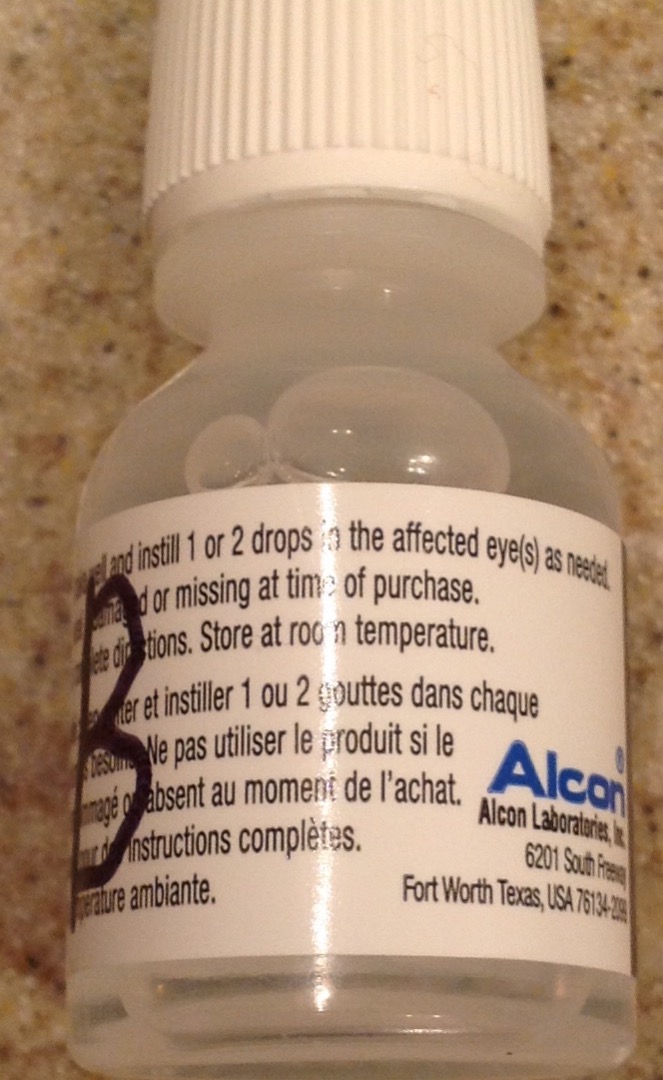 and instill 1 or 2 drops in the affected eye(s) as needed.
or missing at time of purchase.
Store at room temperature.
et instiller 1 ou 2 gouttes dans chaque
Ne pas utiliser le produit si le
absent au moment de l'achat.
instructions complètes.
ambiante.
B
Alcon®
Alcon Laboratories, Inc.
6201 South Freeway
Fort Worth Texas, USA 76134-2099